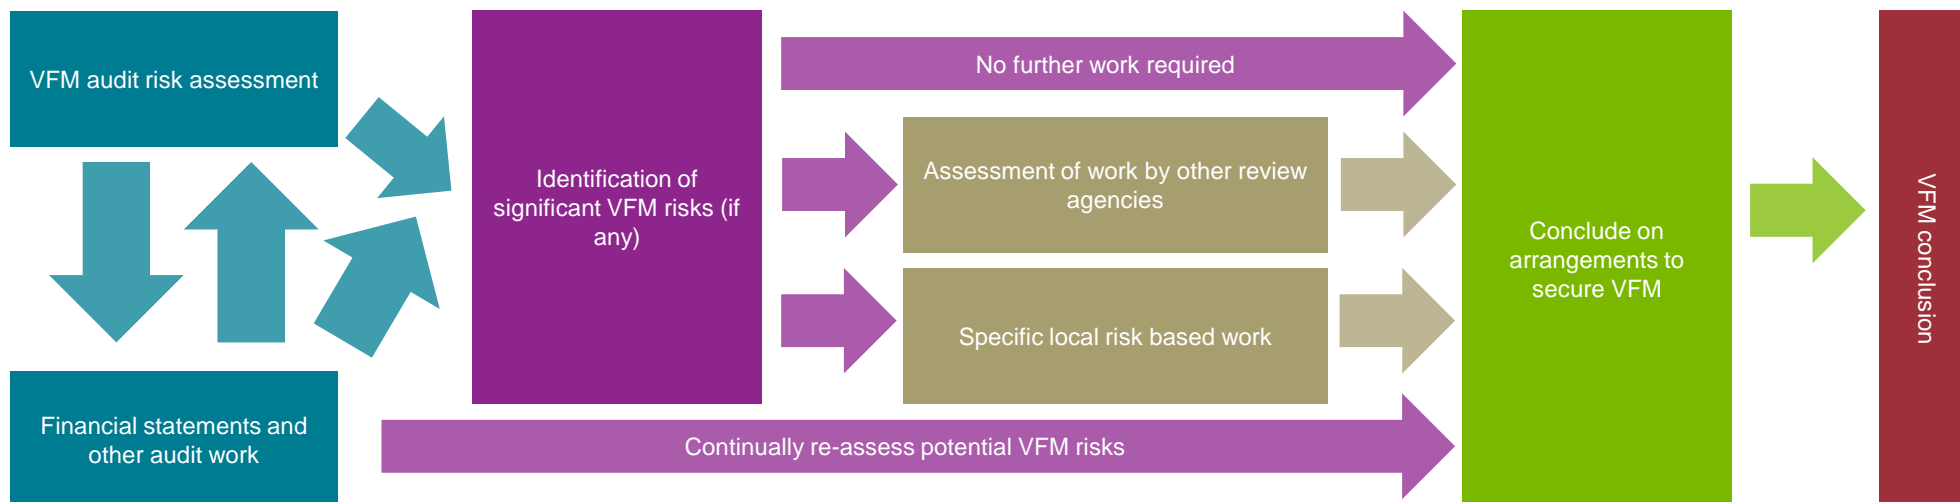 VFM audit risk assessment
Financial statements and
other audit work
Identification of
significant VFM risks (if
any)
No further work required
Assessment of work by other review
agencies
Specific local risk based work
Continually re-assess potential VFM risks
Conclude on
arrangements to
secure VFM
VFM conclusion